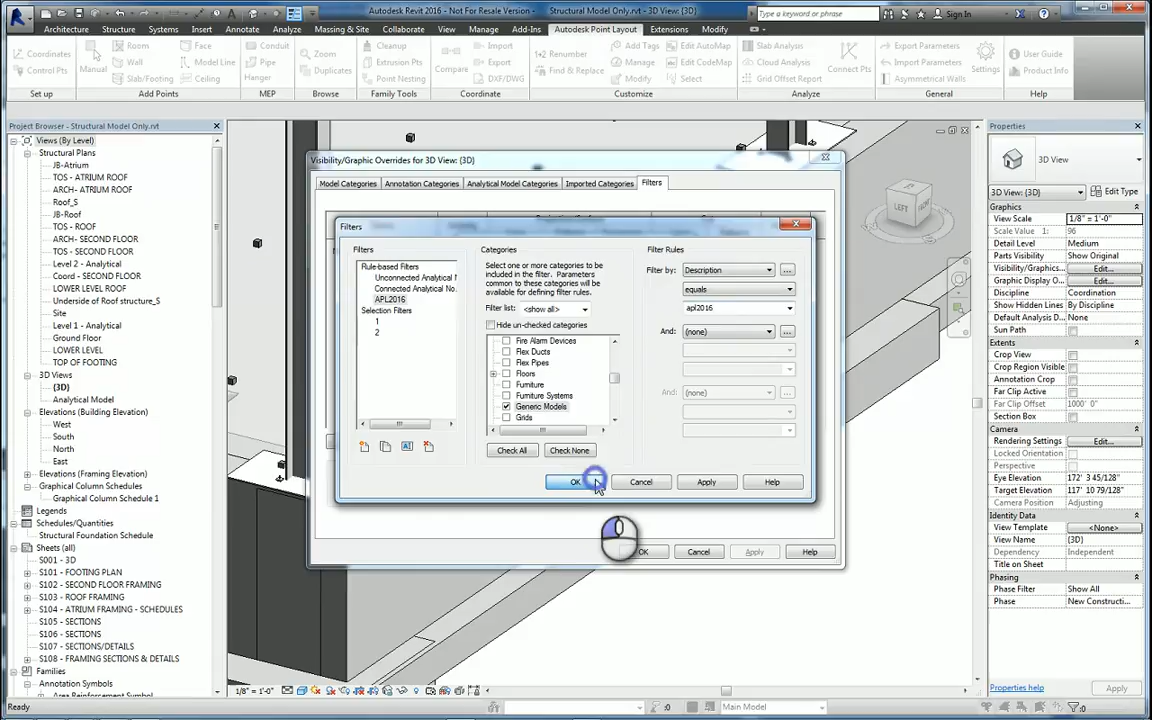 Autodesk Revit 2016 - Not For Resale Version - Structural Model Only.rvt - 3D View: {3D}
Type a keyword or phrase
Sign In
Architecture Structure Systems Insert Annotate Analyze Massing & Site Collaborate View Manage Add-Ins Autodesk Point Layout Extensions Modify
Coordinates Room Face Conduit Zoom Cleanup Import Renumber Add Tags Edit AutoMap Slab Analysis Export Parameters User Guide
Control Pts Manual Wall Model Line Pipe Hanger Duplicates Extrusion Pts Compare Export Find & Replace Manage Edit CodeMap Cloud Analysis Connect Pts Import Parameters Settings Product Info
Slab/Footing Ceiling Point Nesting DXF/DWG Modify Select Grid Offset Report Asymmetrical Walls
Set up Add Points MEP Browse Family Tools Coordinate Customize Analyze General Help
Project Browser - Structural Model Only.rvt
Views (By Level)
Structural Plans
JB-Atrium
TOS - ATRIUM ROOF
ARCH- ATRIUM ROOF
Roof_S
JB-Roof
ARCH- SECOND FLOOR
TOS - SECOND FLOOR
Level 2 - Analytical
Coord - SECOND FLOOR
LOWER LEVEL ROOF
Underside of Roof structure_S
Site
Level 1 - Analytical
Ground Floor
LOWER LEVEL
TOP OF FOOTING
3D Views
{3D}
Analytical Model
Elevations (Building Elevation)
West
South
North
East
Elevations (Framing Elevation)
Graphical Column Schedules
Graphical Column Schedule 1
Legends
Schedules/Quantities
Structural Foundation Schedule
Sheets (all)
S001 - 3D
S101 - FOOTING PLAN
S102 - SECOND FLOOR FRAMING
S103 - ROOF FRAMING
S104 - ATRIUM FRAMING - SCHEDULES
S105 - SECTIONS
S106 - SECTIONS
S107 - SECTIONS/DETAILS
S108 - FRAMING SECTIONS & DETAILS
Families
Annotation Symbols
Area Reinforcement Symbol
Visibility/Graphic Overrides for 3D View: {3D}
Model Categories Annotation Categories Analytical Model Categories Imported Categories Filters
Filters
Filters
Rule-based Filters
Unconnected Analytical
Connected Analytical No.
APL2016
Selection Filters
1
2
Categories
Select one or more categories to be
included in the filter. Parameters
common to these categories will be
available for defining filter rules.
Filter list: <show all>
Hide un-checked categories
Fire Alarm Devices
Flex Ducts
Flex Pipes
Floors
Furniture
Furniture Systems
Generic Models
Grids
Check All Check None
Filter Rules
Filter by: Description ...
equals
apl2016
And: (none) ...
And: (none) ...
OK Cancel Apply Help
OK Cancel Apply Help
LEFT FRONT
Properties
3D View
3D View: {3D} Edit Type
Graphics
View Scale 1/8" = 1'-0"
Scale Value 1: 96
Detail Level Medium
Parts Visibility Show Original
Visibility/Graphics... Edit...
Graphic Display O... Edit...
Discipline Coordination
Show Hidden Lines By Discipline
Default Analysis D... None
Sun Path
Extents
Crop View
Crop Region Visible
Annotation Crop
Far Clip Active
Far Clip Offset 1000' 0"
Section Box
Camera
Rendering Settings Edit...
Locked Orientation
Perspective
Eye Elevation 172' 3 45/128"
Target Elevation 117' 10 79/128"
Camera Position Adjusting
Identity Data
View Template <None>
View Name {3D}
Dependency Independent
Title on Sheet
Phasing
Phase Filter Show All
Phase New Constructi...
Properties help Apply
1/8" = 1'-0"
Ready
:0
Main Model
:0